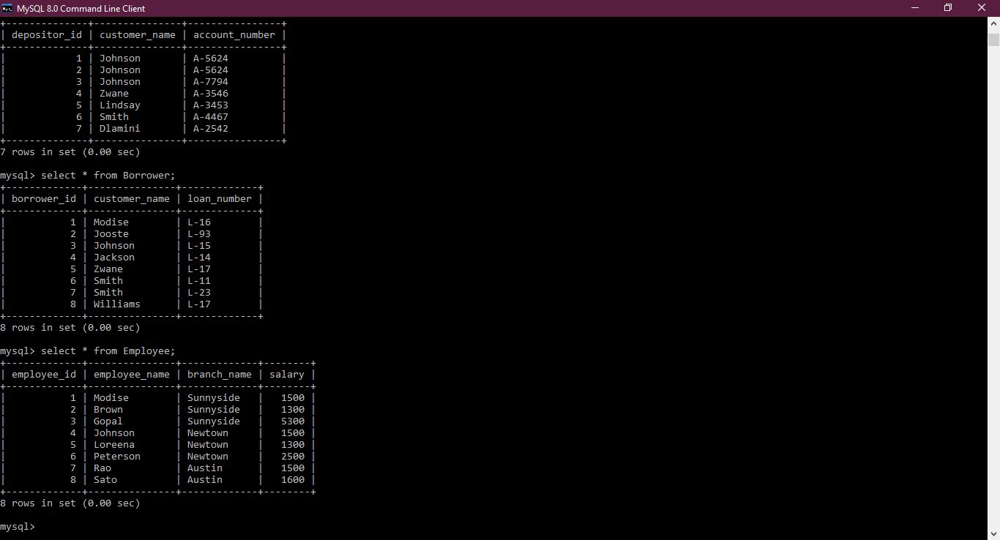 MySQL 8.0 Command Line Client
+--------------+---------------+----------------+
| depositor_id | customer_name | account_number |
+--------------+---------------+----------------+
|            1 | Johnson       | A-5624         |
|            2 | Johnson       | A-5624         |
|            3 | Johnson       | A-7794         |
|            4 | Zwane         | A-3546         |
|            5 | Lindsay       | A-3453         |
|            6 | Smith         | A-4467         |
|            7 | Dlamini       | A-2542         |
+--------------+---------------+----------------+
7 rows in set (0.00 sec)

mysql> select * from Borrower;
+-------------+---------------+-------------+
| borrower_id | customer_name | loan_number |
+-------------+---------------+-------------+
|           1 | Modise        | L-16        |
|           2 | Jooste        | L-93        |
|           3 | Johnson       | L-15        |
|           4 | Jackson       | L-14        |
|           5 | Zwane         | L-17        |
|           6 | Smith         | L-11        |
|           7 | Smith         | L-23        |
|           8 | Williams      | L-17        |
+-------------+---------------+-------------+
8 rows in set (0.00 sec)

mysql> select * from Employee;
+-------------+---------------+-------------+--------+
| employee_id | employee_name | branch_name | salary |
+-------------+---------------+-------------+--------+
|           1 | Modise        | Sunnyside   |   1500 |
|           2 | Brown         | Sunnyside   |   1300 |
|           3 | Gopal         | Sunnyside   |   5300 |
|           4 | Johnson       | Newtown     |   1500 |
|           5 | Loreena       | Newtown     |   1300 |
|           6 | Peterson      | Newtown     |   2500 |
|           7 | Rao           | Austin      |   1500 |
|           8 | Sato          | Austin      |   1600 |
+-------------+---------------+-------------+--------+
8 rows in set (0.00 sec)

mysql>